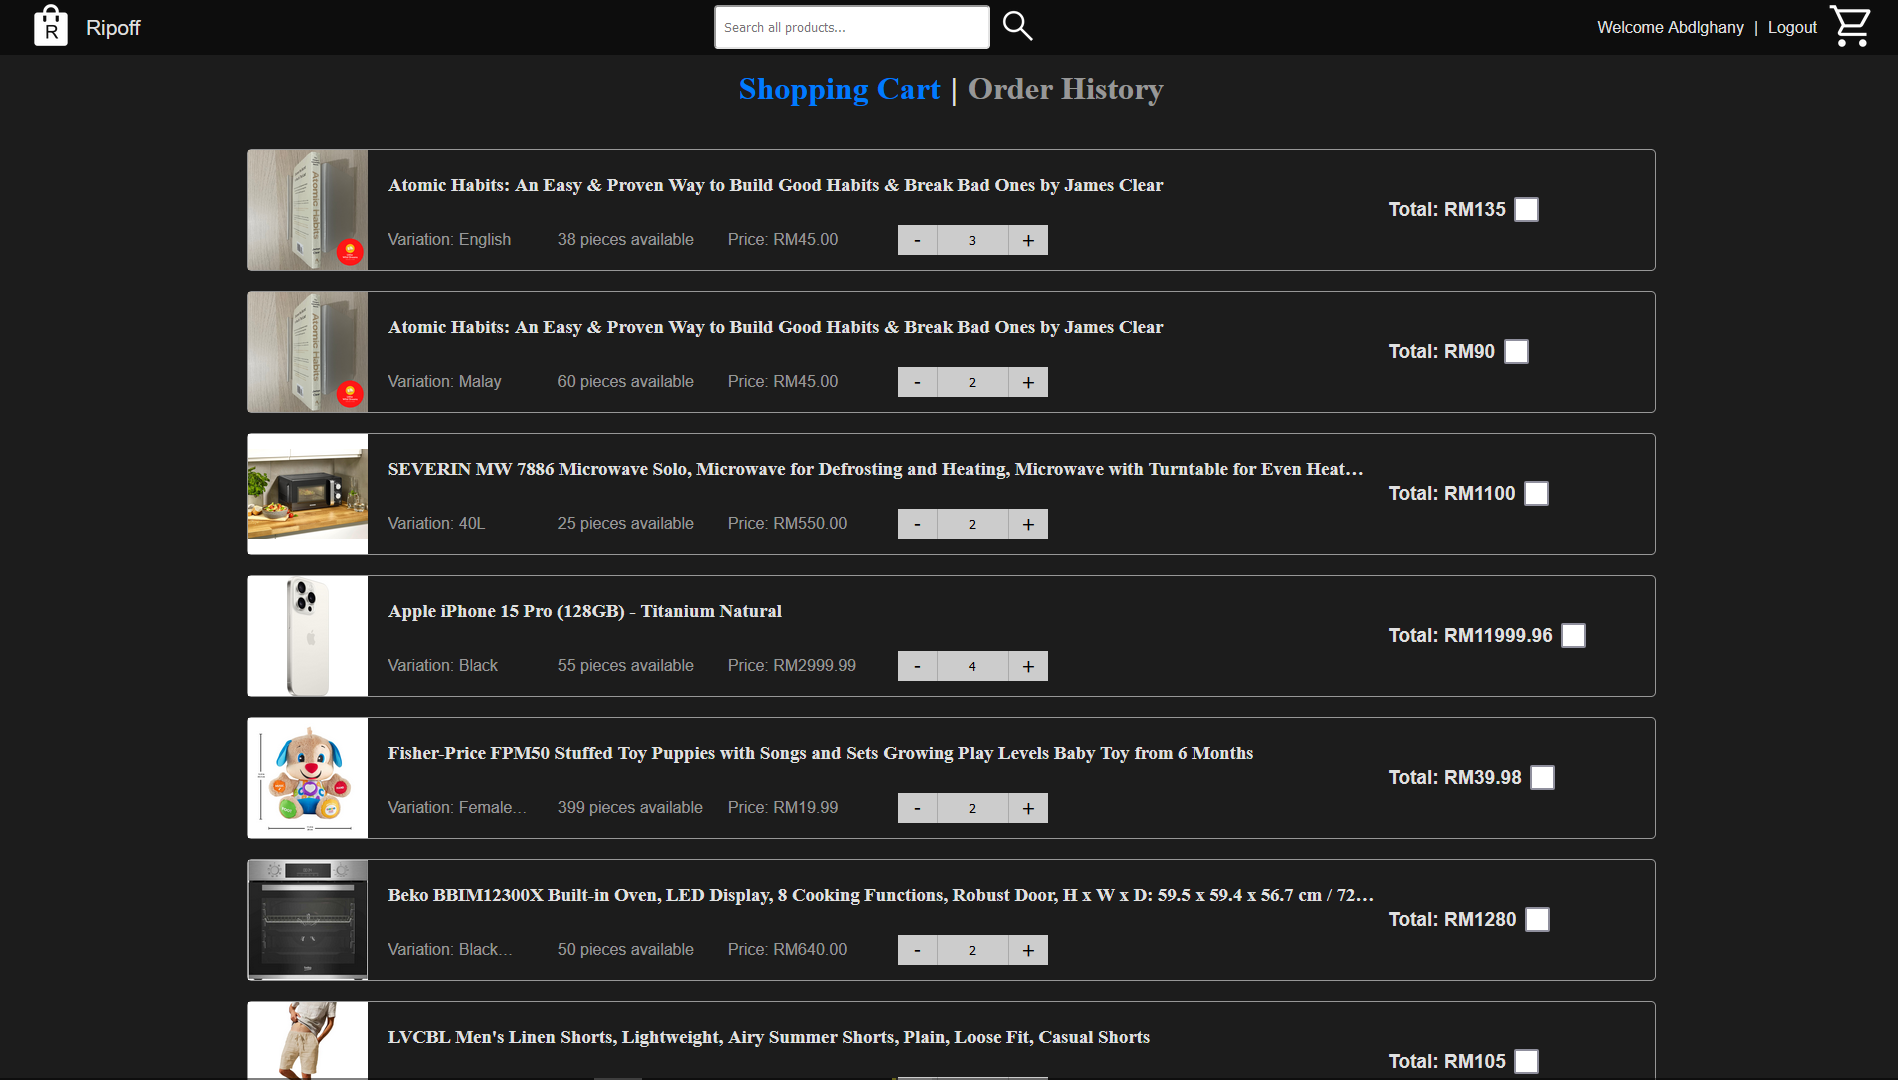 R Ripoff
Search all products...
Welcome Abdlghany | Logout
Shopping Cart | Order History
Atomic Habits
Atomic Habits: An Easy & Proven Way to Build Good Habits & Break Bad Ones by James Clear
Variation: English 38 pieces available Price: RM45.00 - 3 +
Total: RM135
Atomic Habits
Atomic Habits: An Easy & Proven Way to Build Good Habits & Break Bad Ones by James Clear
Variation: Malay 60 pieces available Price: RM45.00 - 2 +
Total: RM90
SEVERIN MW 7886 Microwave Solo, Microwave for Defrosting and Heating, Microwave with Turntable for Even Heat...
Variation: 40L 25 pieces available Price: RM550.00 - 2 +
Total: RM1100
Apple iPhone 15 Pro (128GB) - Titanium Natural
Variation: Black 55 pieces available Price: RM2999.99 - 4 +
Total: RM11999.96
Fisher-Price FPM50 Stuffed Toy Puppies with Songs and Sets Growing Play Levels Baby Toy from 6 Months
Variation: Female... 399 pieces available Price: RM19.99 - 2 +
Total: RM39.98
Beko BBIM12300X Built-in Oven, LED Display, 8 Cooking Functions, Robust Door, H x W x D: 59.5 x 59.4 x 56.7 cm / 72...
Variation: Black... 50 pieces available Price: RM640.00 - 2 +
Total: RM1280
LVCBL Men's Linen Shorts, Lightweight, Airy Summer Shorts, Plain, Loose Fit, Casual Shorts
Total: RM105